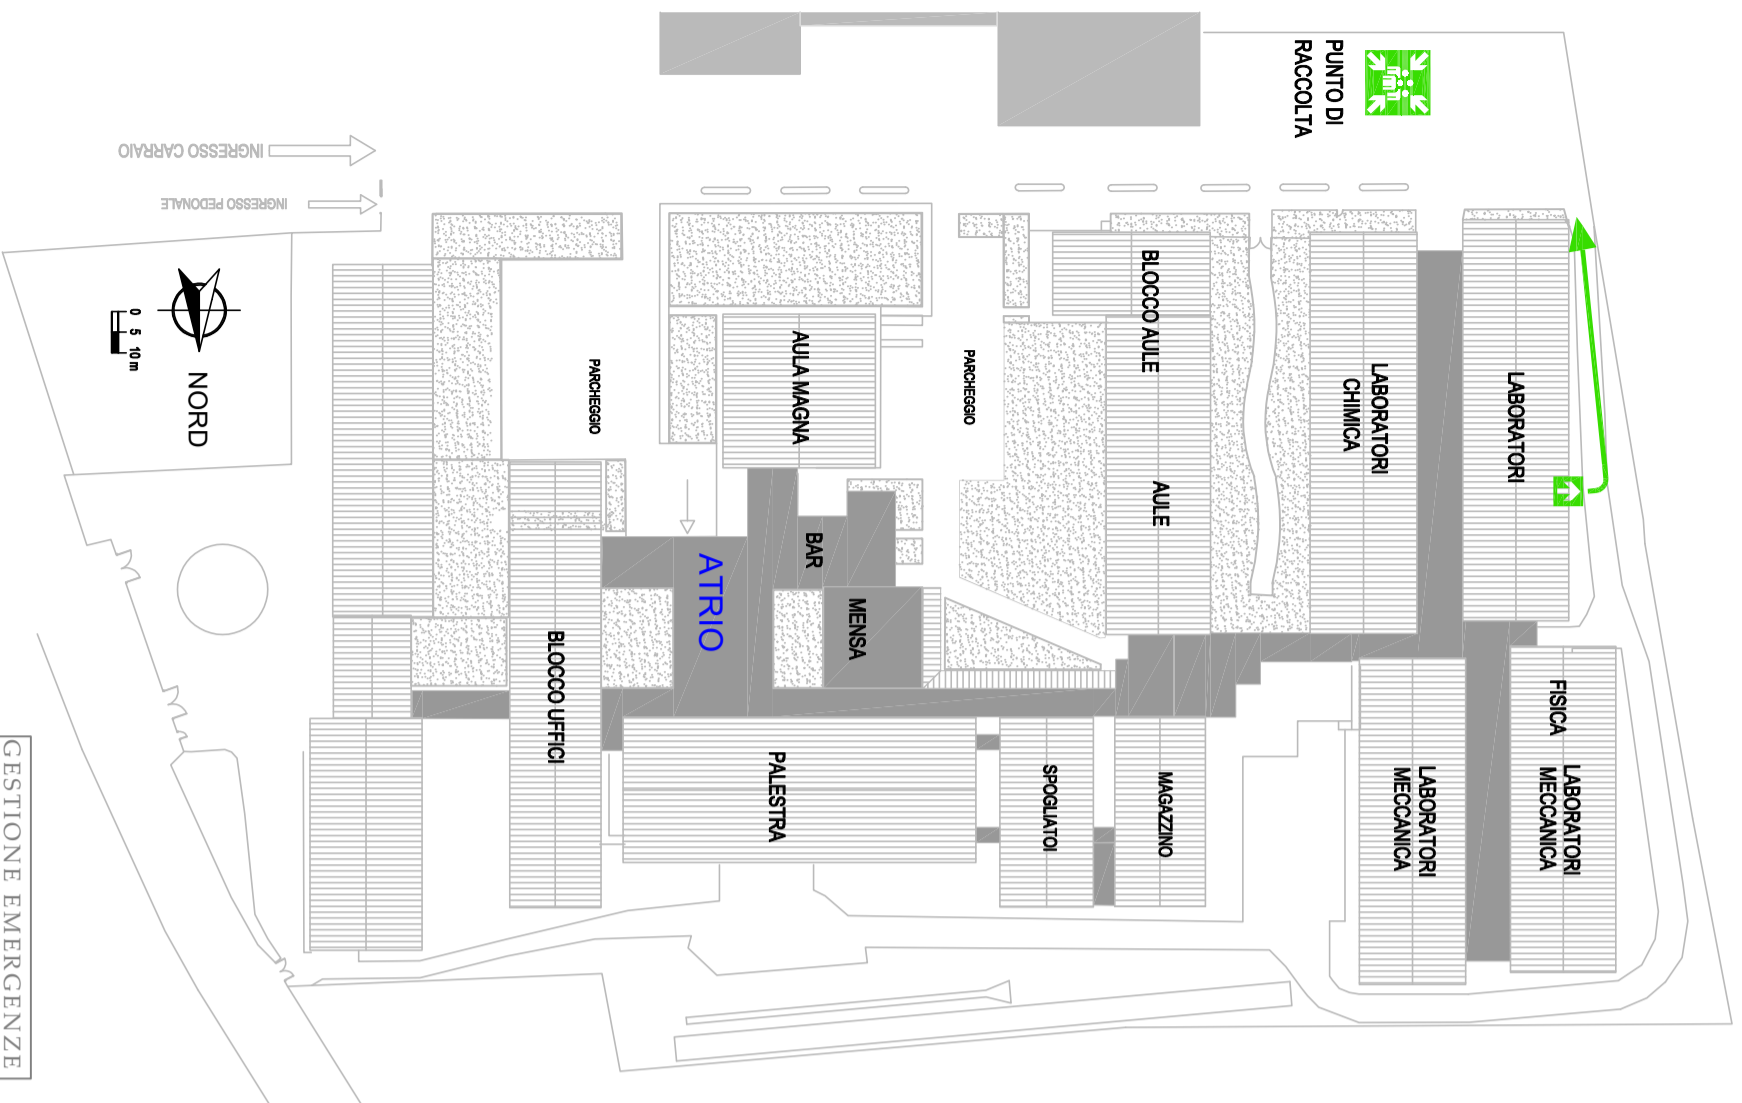 PUNTO DI
RACCOLTA
INGRESSO CARRAIO
INGRESSO PEDONALE
NORD
0 5 10 m
PARCHEGGIO
AULA MAGNA
PARCHEGGIO
BLOCCO AULE
AULE
LABORATORI
CHIMICA
LABORATORI
ATRIO
BAR
MENSA
BLOCCO UFFICI
PALESTRA
SPOGLIATOI
MAGAZZINO
LABORATORI
MECCANICA
FISICA
LABORATORI
MECCANICA
GESTIONE EMERGENZE